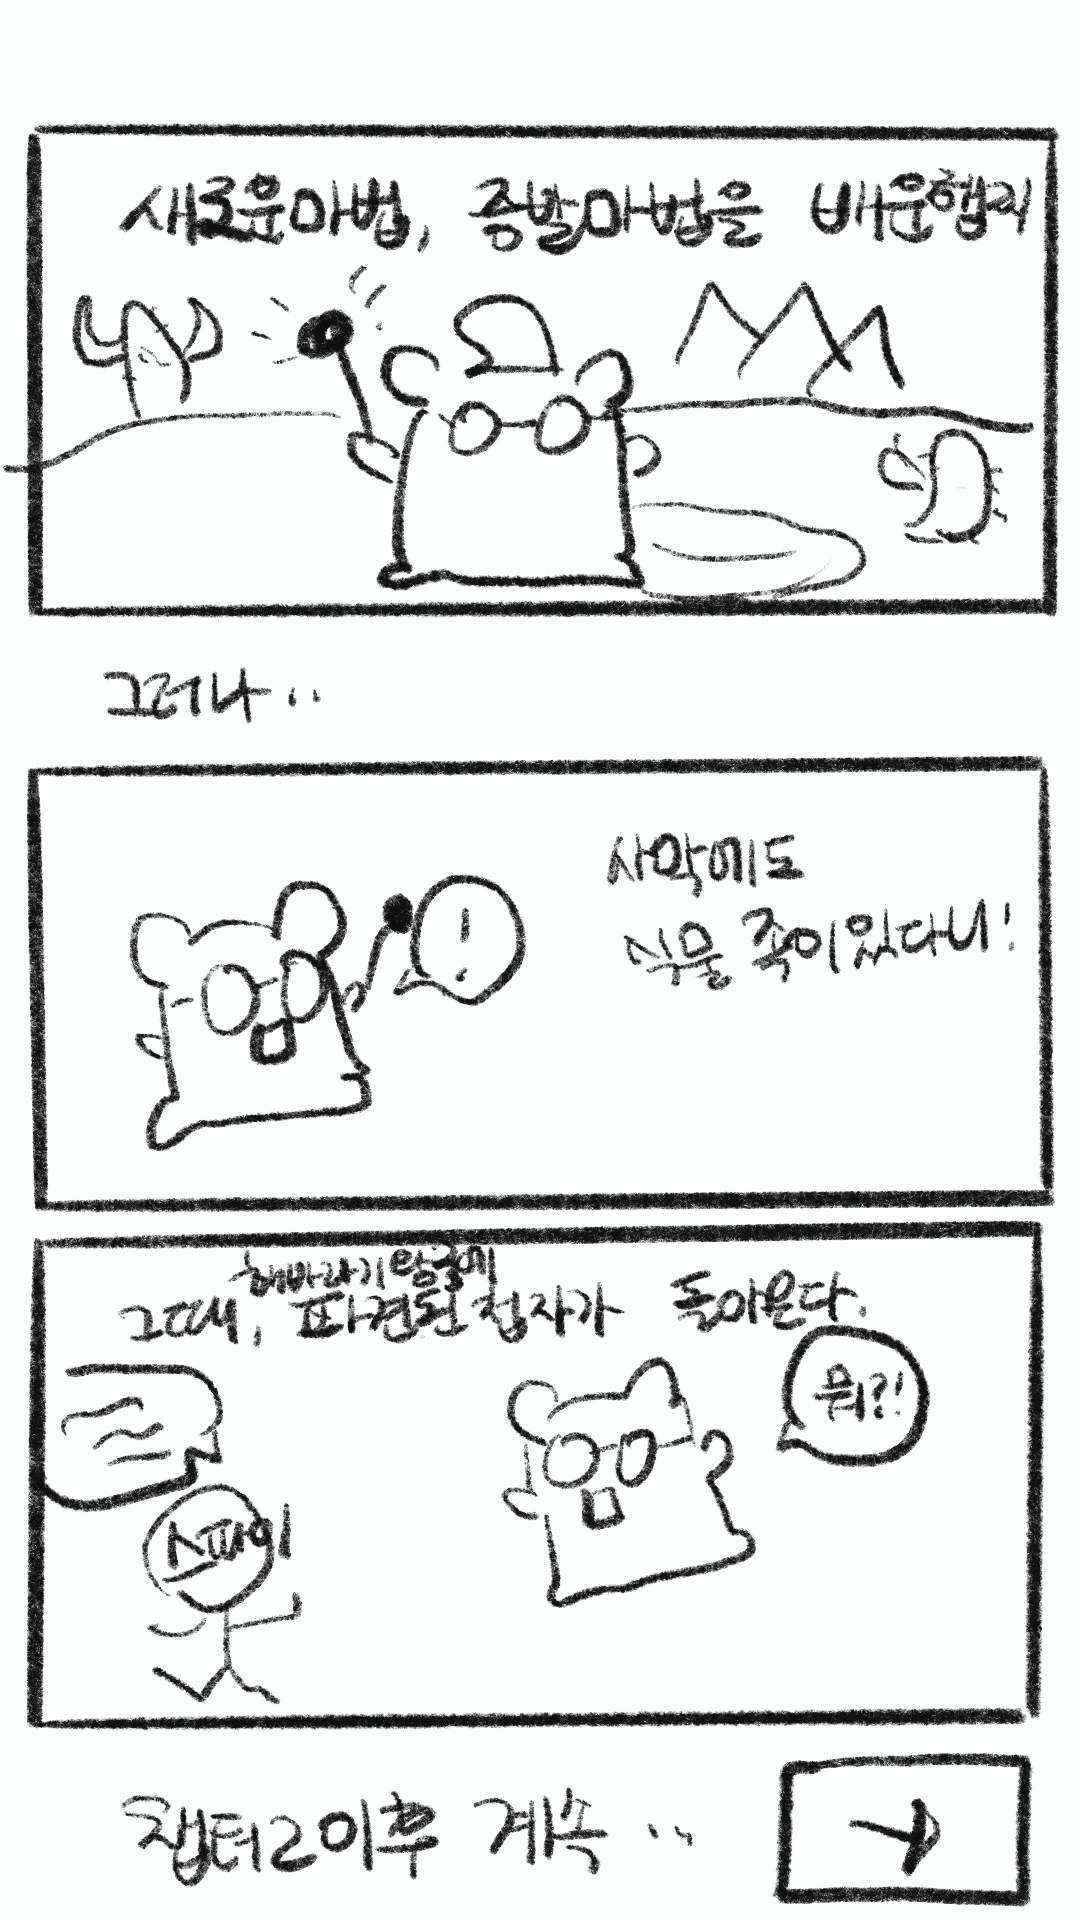 새로운마법, 증발마법을 배운햄찌
그러나..
!
사막에도
식물 족이있다니!
해바라기왕국에
그때, 파견된 첩자가 돌아온다.
뭐?!
스파이
챕터2이후 계속..